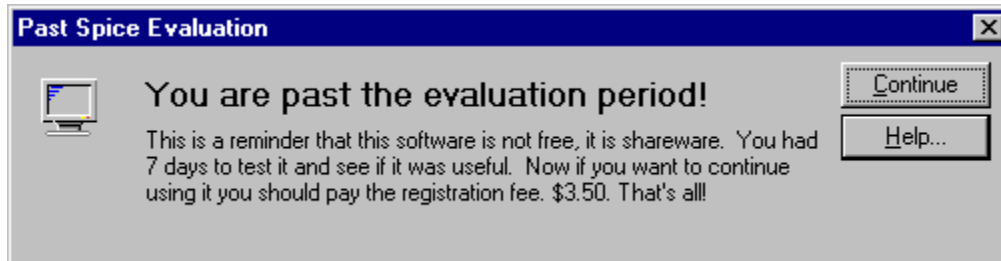 Past Spice Evaluation
You are past the evaluation period!
Continue
This is a reminder that this software is not free, it is shareware.  You had
Help...
7 days to test it and see if it was useful.  Now if you want to continue
using it you should pay the registration fee. $3.50. That's all!